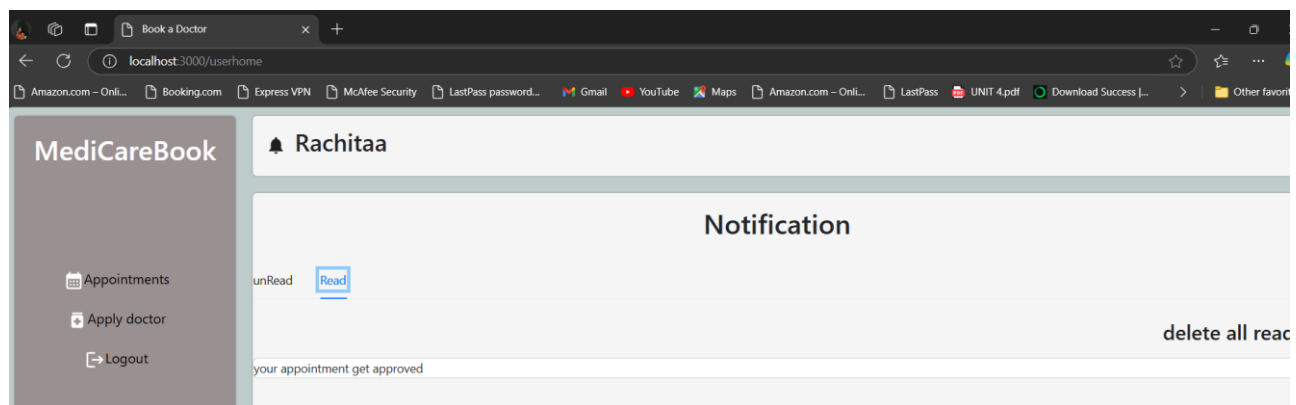 Book a Doctor
localhost:3000/userhome
Amazon.com – Onli... Booking.com Express VPN McAfee Security LastPass password... Gmail YouTube Maps Amazon.com – Onli... LastPass UNIT 4.pdf Download Success |... Other favorit
MediCareBook
Rachitaa
Notification
Appointments
unRead Read
Apply doctor
delete all read
Logout
your appointment get approved